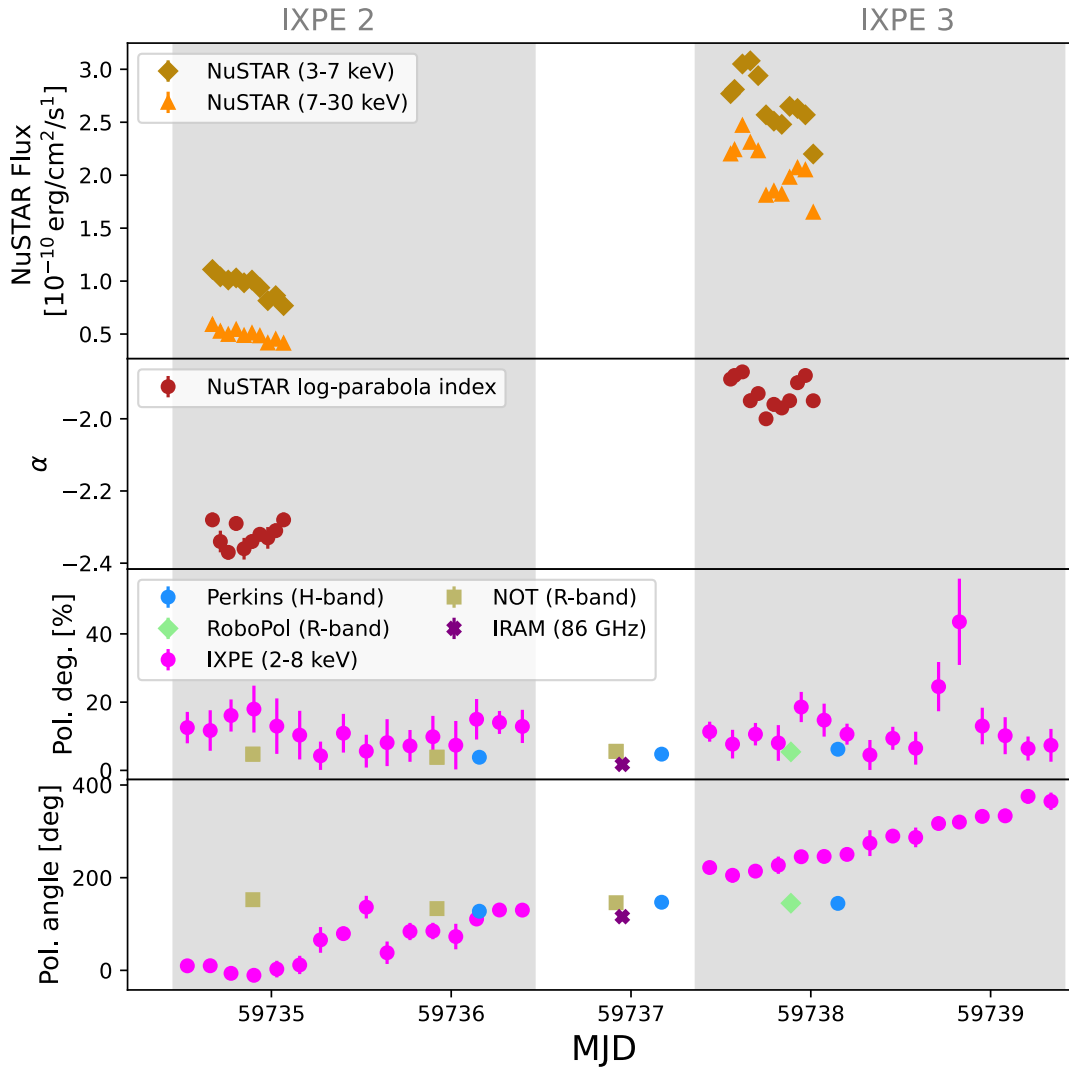 IXPE 2
IXPE 3
NuSTAR Flux
[10⁻¹⁰ erg/cm²/s¹]
3.0
2.5
2.0
1.5
1.0
0.5
NuSTAR (3-7 keV)
NuSTAR (7-30 keV)
α
−2.0
−2.2
−2.4
NuSTAR log-parabola index
Pol. deg. [%]
40
20
0
Perkins (H-band)
RoboPol (R-band)
IXPE (2-8 keV)
NOT (R-band)
IRAM (86 GHz)
Pol. angle [deg]
400
200
0
59735
59736
59737
59738
59739
MJD